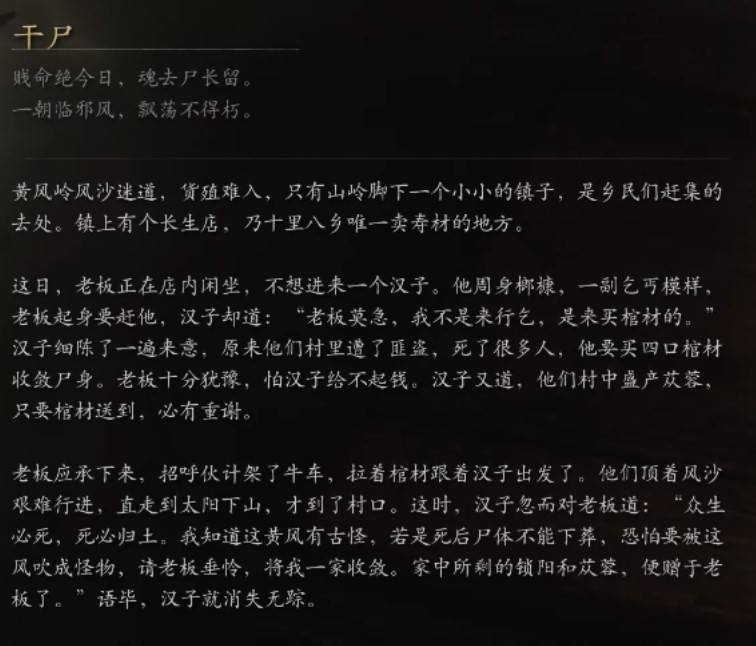 干尸
贱命绝今日，魂去尸长留。
一朝临邪风，飘荡不得朽。
黄风岭风沙迷道，货殖难入，只有山岭脚下一个小小的镇子，是乡民们赶集的
去处。镇上有个长生店，乃十里八乡唯一卖寿材的地方。
这日，老板正在店内闲坐，不想进来一个汉子。他周身榔槺，一副乞丐模样，
老板起身要赶他，汉子却道：“老板莫急，我不是来行乞，是来买棺材的。”
汉子细陈了一遍来意，原来他们村里遭了匪盗，死了很多人，他要买四口棺材
收敛尸身。老板十分犹豫，怕汉子给不起钱。汉子又道，他们村中盛产苁蓉，
只要棺材送到，必有重谢。
老板应承下来，招呼伙计架了牛车，拉着棺材跟着汉子出发了。他们顶着风沙
艰难行进，直走到太阳下山，才到了村口。这时，汉子忽而对老板道：“众生
必死，死必归土。我知道这黄风有古怪，若是死后尸体不能下葬，恐怕要被这
风吹成怪物，请老板垂怜，将我一家收敛。家中所剩的锁阳和苁蓉，便赠于老
板了。”语毕，汉子就消失无踪。